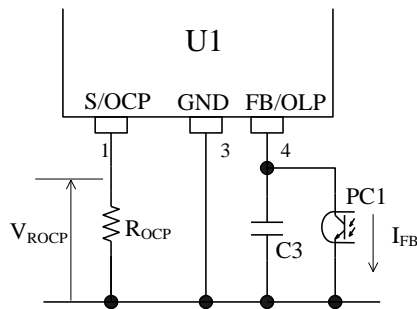 U1
S/OCP GND FB/OLP
1 3 4
PC1
V_ROCP R_OCP C3 I_FB